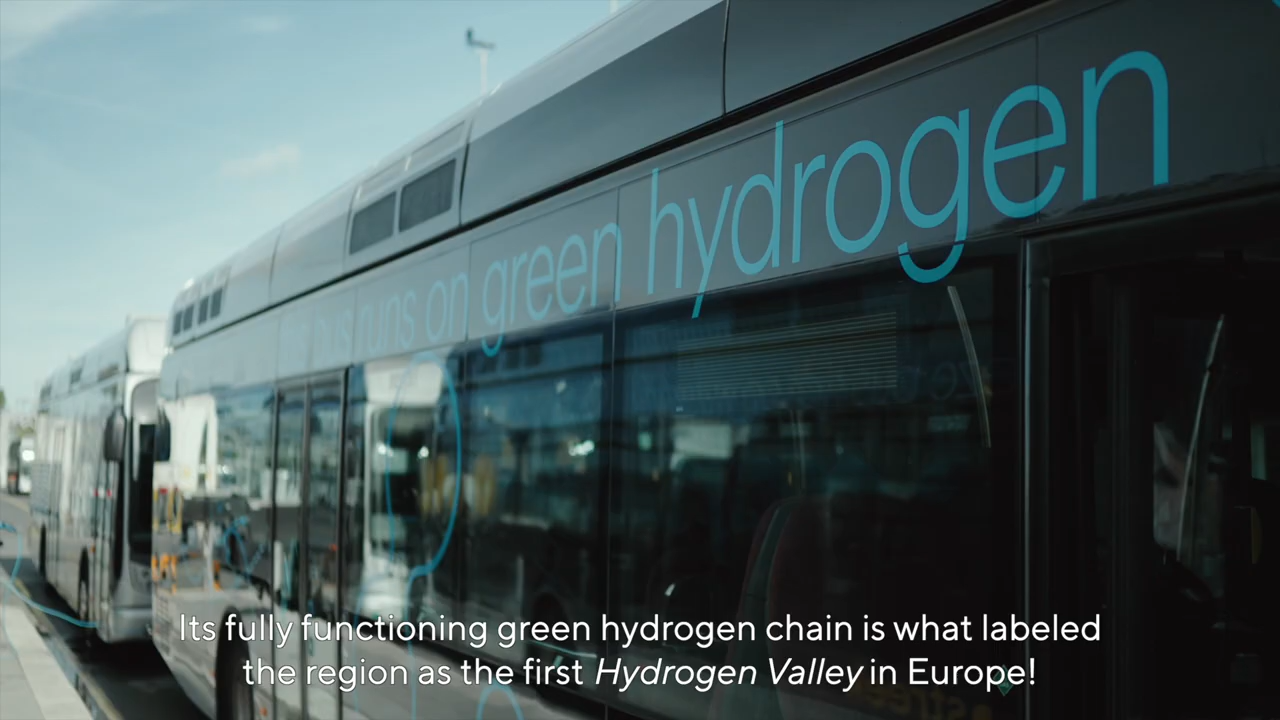 bus runs on green hydrogen
Its fully functioning green hydrogen chain is what labeled
the region as the first Hydrogen Valley in Europe!